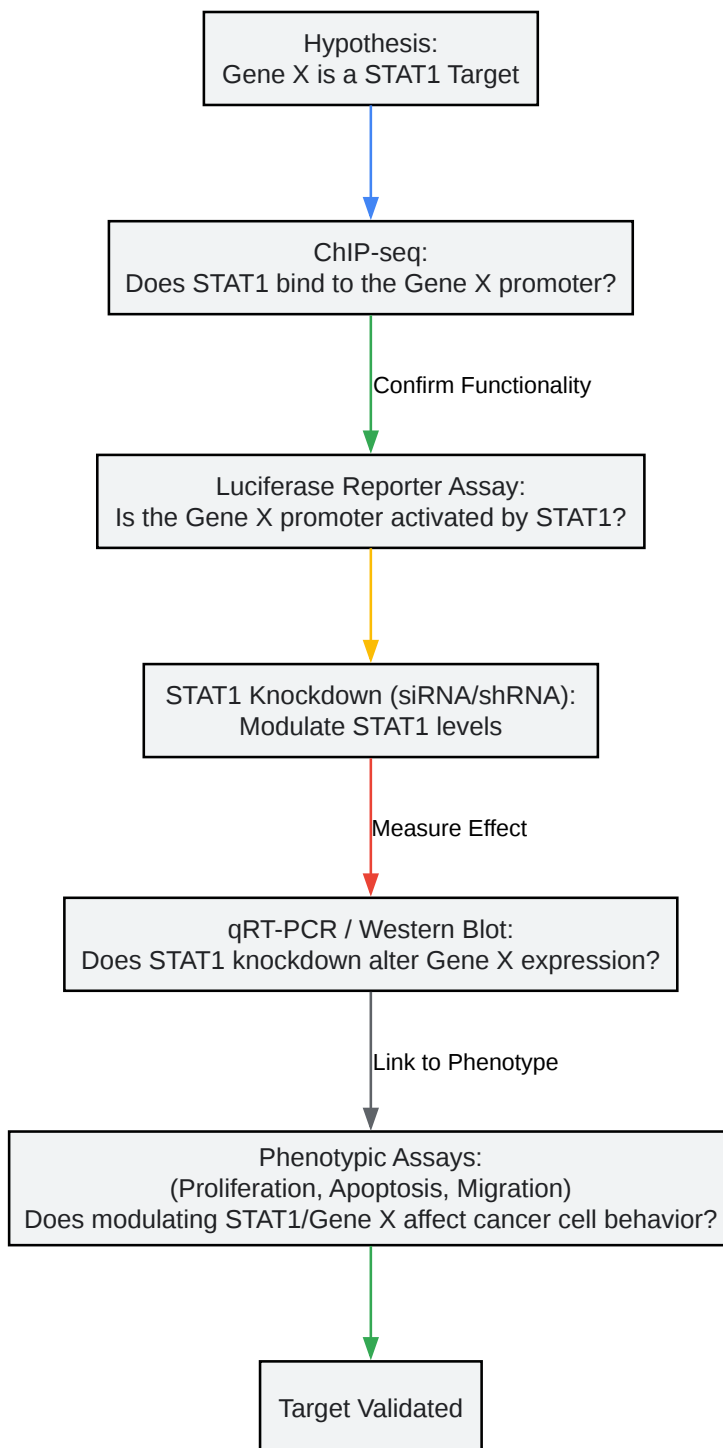 Hypothesis:
Gene X is a STAT1 Target
ChIP-seq:
Does STAT1 bind to the Gene X promoter?
Confirm Functionality
Luciferase Reporter Assay:
Is the Gene X promoter activated by STAT1?
STAT1 Knockdown (siRNA/shRNA):
Modulate STAT1 levels
Measure Effect
qRT-PCR / Western Blot:
Does STAT1 knockdown alter Gene X expression?
Link to Phenotype
Phenotypic Assays:
(Proliferation, Apoptosis, Migration)
Does modulating STAT1/Gene X affect cancer cell behavior?
Target Validated